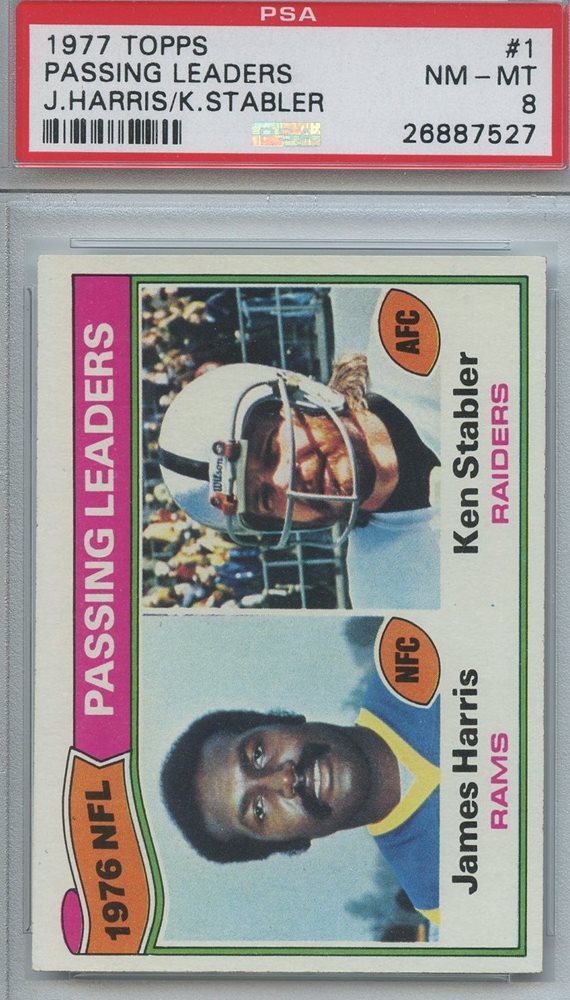 PSA
1977 TOPPS #1
PASSING LEADERS NM - MT
J.HARRIS/K.STABLER 8
26887527
1976 NFL PASSING LEADERS
Wilson
NFC
AFC
James Harris
RAMS
Ken Stabler
RAIDERS